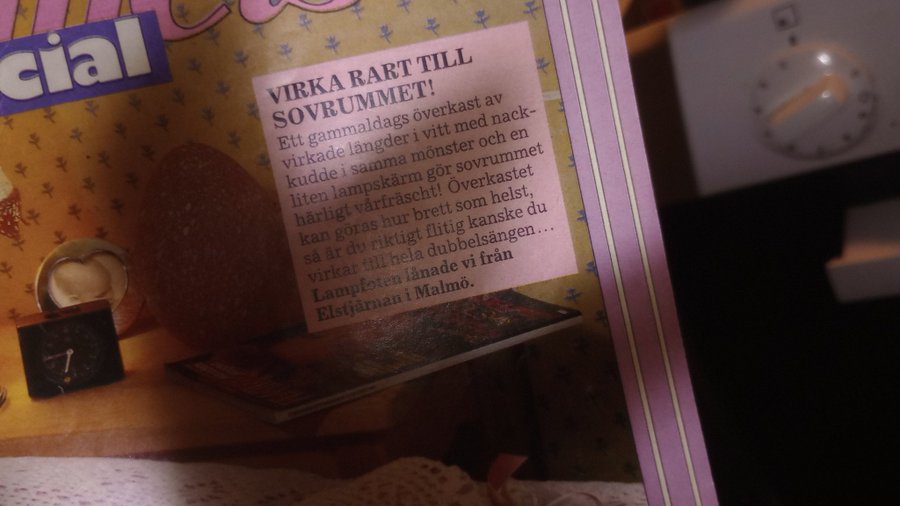 cial
VIRKA RART TILL
SOVRUMMET!
Ett gammaldags överkast av
virkade längder i vitt med nack-
kudde i samma mönster och en
liten lampskärm gör sovrummet
härligt vårfräscht! Överkastet
kan göras hur brett som helst,
så är du riktigt flitig kanske du
virkar till hela dubbelsängen...
Lampfoten lånade vi från
Elstjärnan i Malmö.